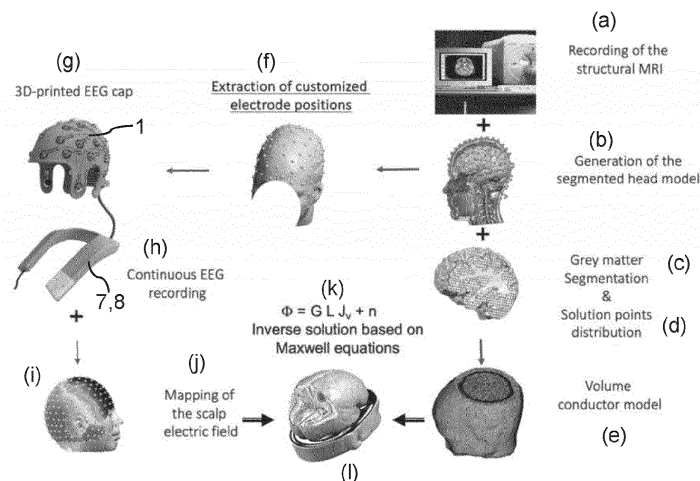 (a)
Recording of the
structural MRI
(g)
3D-printed EEG cap
1
(f)
Extraction of customized
electrode positions
+
(b)
Generation of the
segmented head model
+
(h)
Continuous EEG
recording
7,8
+
(c)
Grey matter
Segmentation
&
Solution points
distribution
(d)
(k)
Φ = G L Jᵥ + n
Inverse solution based on
Maxwell equations
(i)
(j)
Mapping of
the scalp
electric field
(l)
Volume
conductor model
(e)